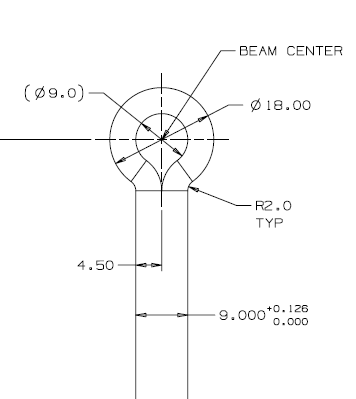 BEAM CENTER
(Ø9.0)
Ø18.00
R2.0
TYP
4.50
9.000 +0.126
0.000